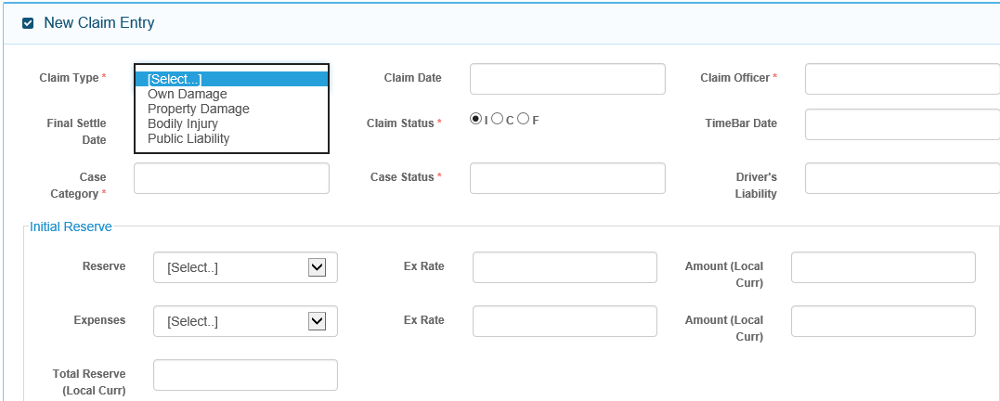 New Claim Entry
Claim Type * [Select...] Claim Date Claim Officer *
Own Damage
Property Damage
Bodily Injury
Public Liability
Final Settle Date Claim Status * I C F TimeBar Date
Case Category * Case Status * Driver's Liability
Initial Reserve
Reserve [Select..] Ex Rate Amount (Local Curr)
Expenses [Select..] Ex Rate Amount (Local Curr)
Total Reserve (Local Curr)